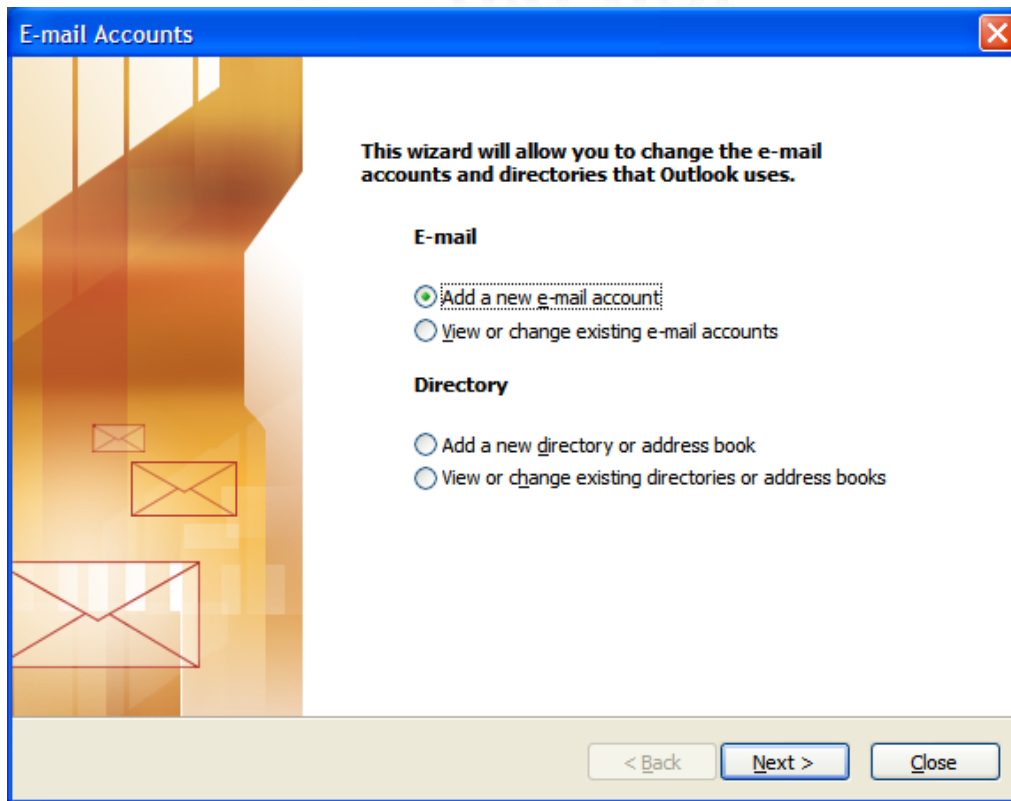 E-mail Accounts
This wizard will allow you to change the e-mail
accounts and directories that Outlook uses.
E-mail
Add a new e-mail account
View or change existing e-mail accounts
Directory
Add a new directory or address book
View or change existing directories or address books
< Back
Next >
Close